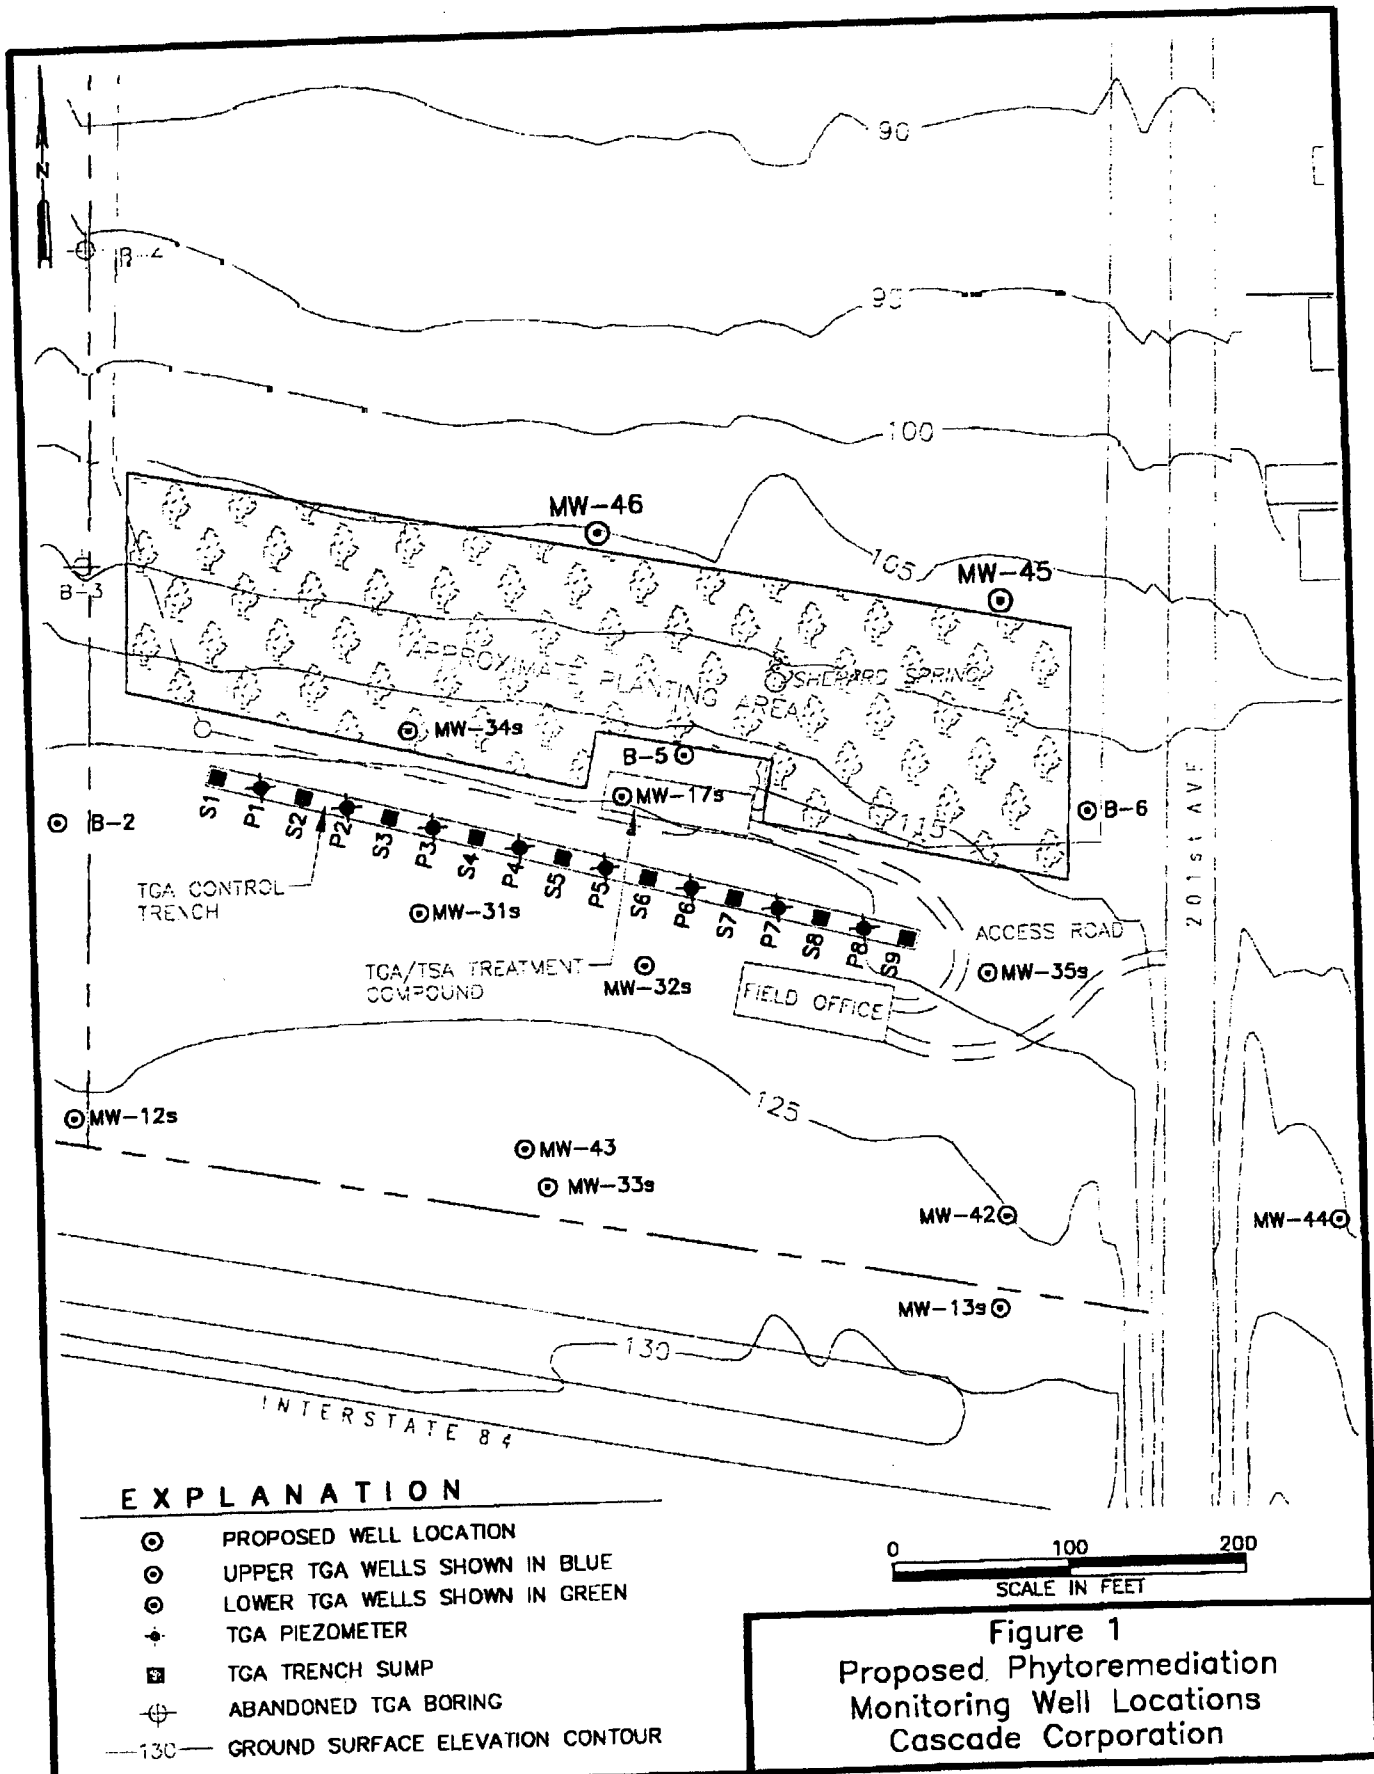 90
N
B-4
95
100
MW-46
105
MW-45
B-3
APPROXIMATE PLANTING AREA
SHEPARD SPRING
MW-34s
B-5
MW-17s
B-6
115
B-2
S1
P1
S2
P2
S3
P3
S4
P4
S5
P5
S6
P6
S7
P7
S8
P8
S9
201st AVE
TGA CONTROL
TRENCH
MW-31s
ACCESS ROAD
TGA/TSA TREATMENT
COMPOUND
MW-32s
MW-35s
FIELD OFFICE
125
MW-12s
MW-43
MW-33s
MW-42
MW-44
MW-13s
130
INTERSTATE 84
EXPLANATION
PROPOSED WELL LOCATION
UPPER TGA WELLS SHOWN IN BLUE
LOWER TGA WELLS SHOWN IN GREEN
TGA PIEZOMETER
TGA TRENCH SUMP
ABANDONED TGA BORING
130 GROUND SURFACE ELEVATION CONTOUR
0 100 200
SCALE IN FEET
Figure 1
Proposed Phytoremediation
Monitoring Well Locations
Cascade Corporation